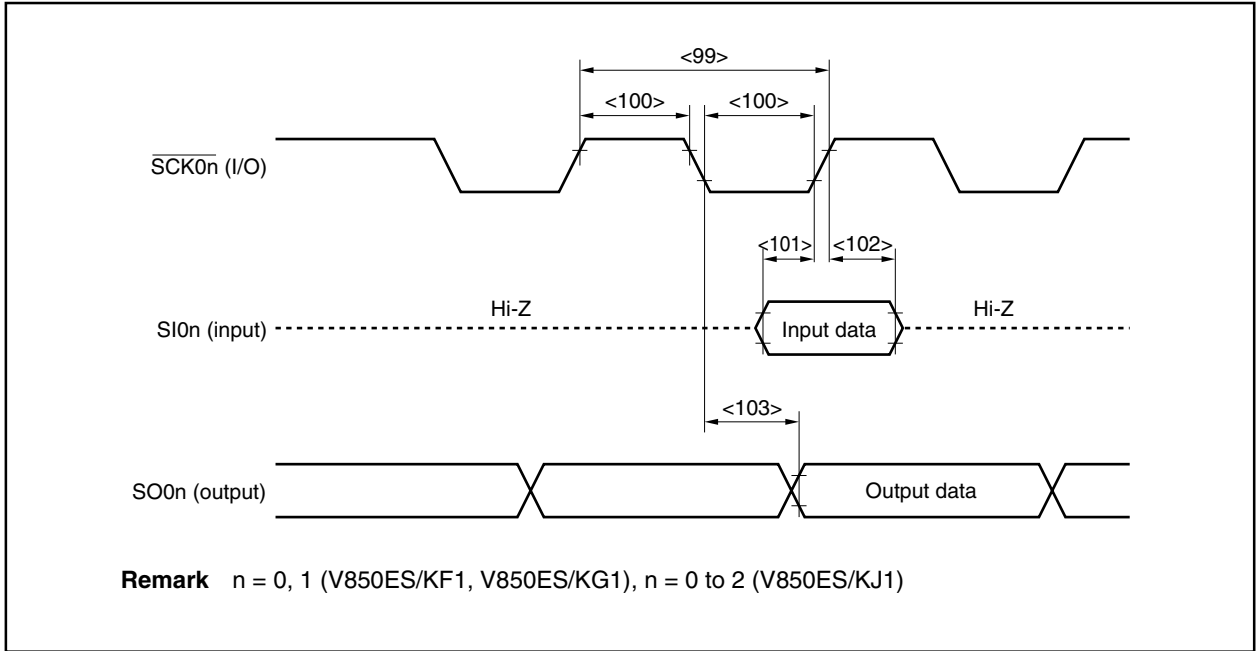 <99>
<100> <100>
SCK0n (I/O)
<101> <102>
Hi-Z Hi-Z
SI0n (input) Input data
<103>
SO0n (output) Output data
Remark n = 0, 1 (V850ES/KF1, V850ES/KG1), n = 0 to 2 (V850ES/KJ1)